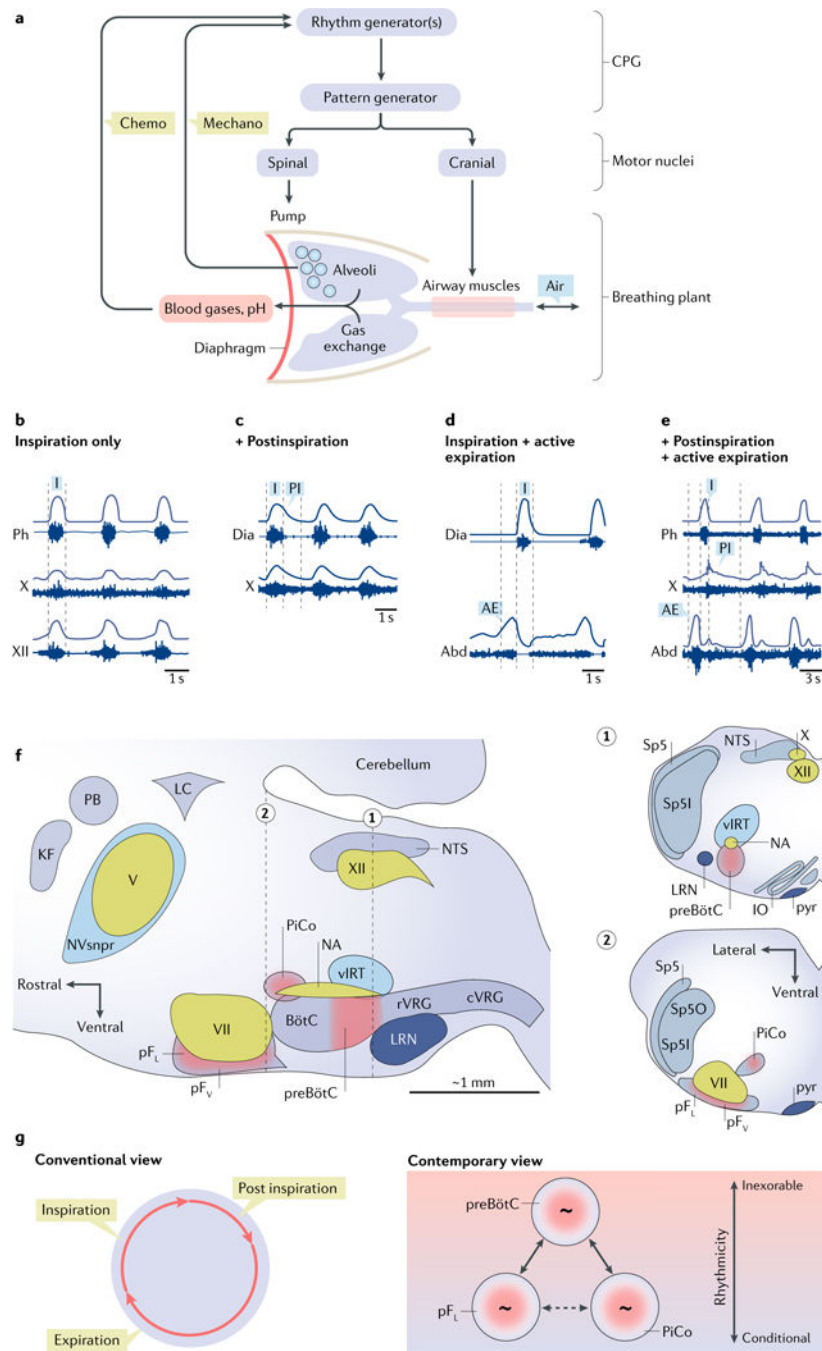 a
Rhythm generator(s)
CPG
Pattern generator
Chemo
Mechano
Spinal
Cranial
Motor nuclei
Pump
Alveoli
Airway muscles
Air
Blood gases, pH
Breathing plant
Diaphragm
Gas
exchange
b
Inspiration only
I
Ph
X
XII
1 s
c
+ Postinspiration
I
PI
Dia
X
1 s
d
Inspiration + active
expiration
I
Dia
AE
Abd
1 s
e
+ Postinspiration
+ active expiration
I
Ph
PI
X
AE
Abd
3 s
f
Cerebellum
PB
LC
KF
2
1
V
NTS
XII
NVsnpr
PiCo
NA
vIRT
Rostral
Ventral
VII
BötC
rVRG
cVRG
LRN
pFL
pFV
preBötC
~1 mm
1
Sp5
NTS
X
XII
Sp5I
vIRT
NA
LRN
preBötC
IO
pyr
2
Lateral
Ventral
Sp5
Sp5O
Sp5I
PiCo
VII
pFL
pFV
pyr
g
Conventional view
Post inspiration
Inspiration
Expiration
Contemporary view
preBötC
~
Inexorable
Rhythmicity
pFL
~
~
PiCo
Conditional